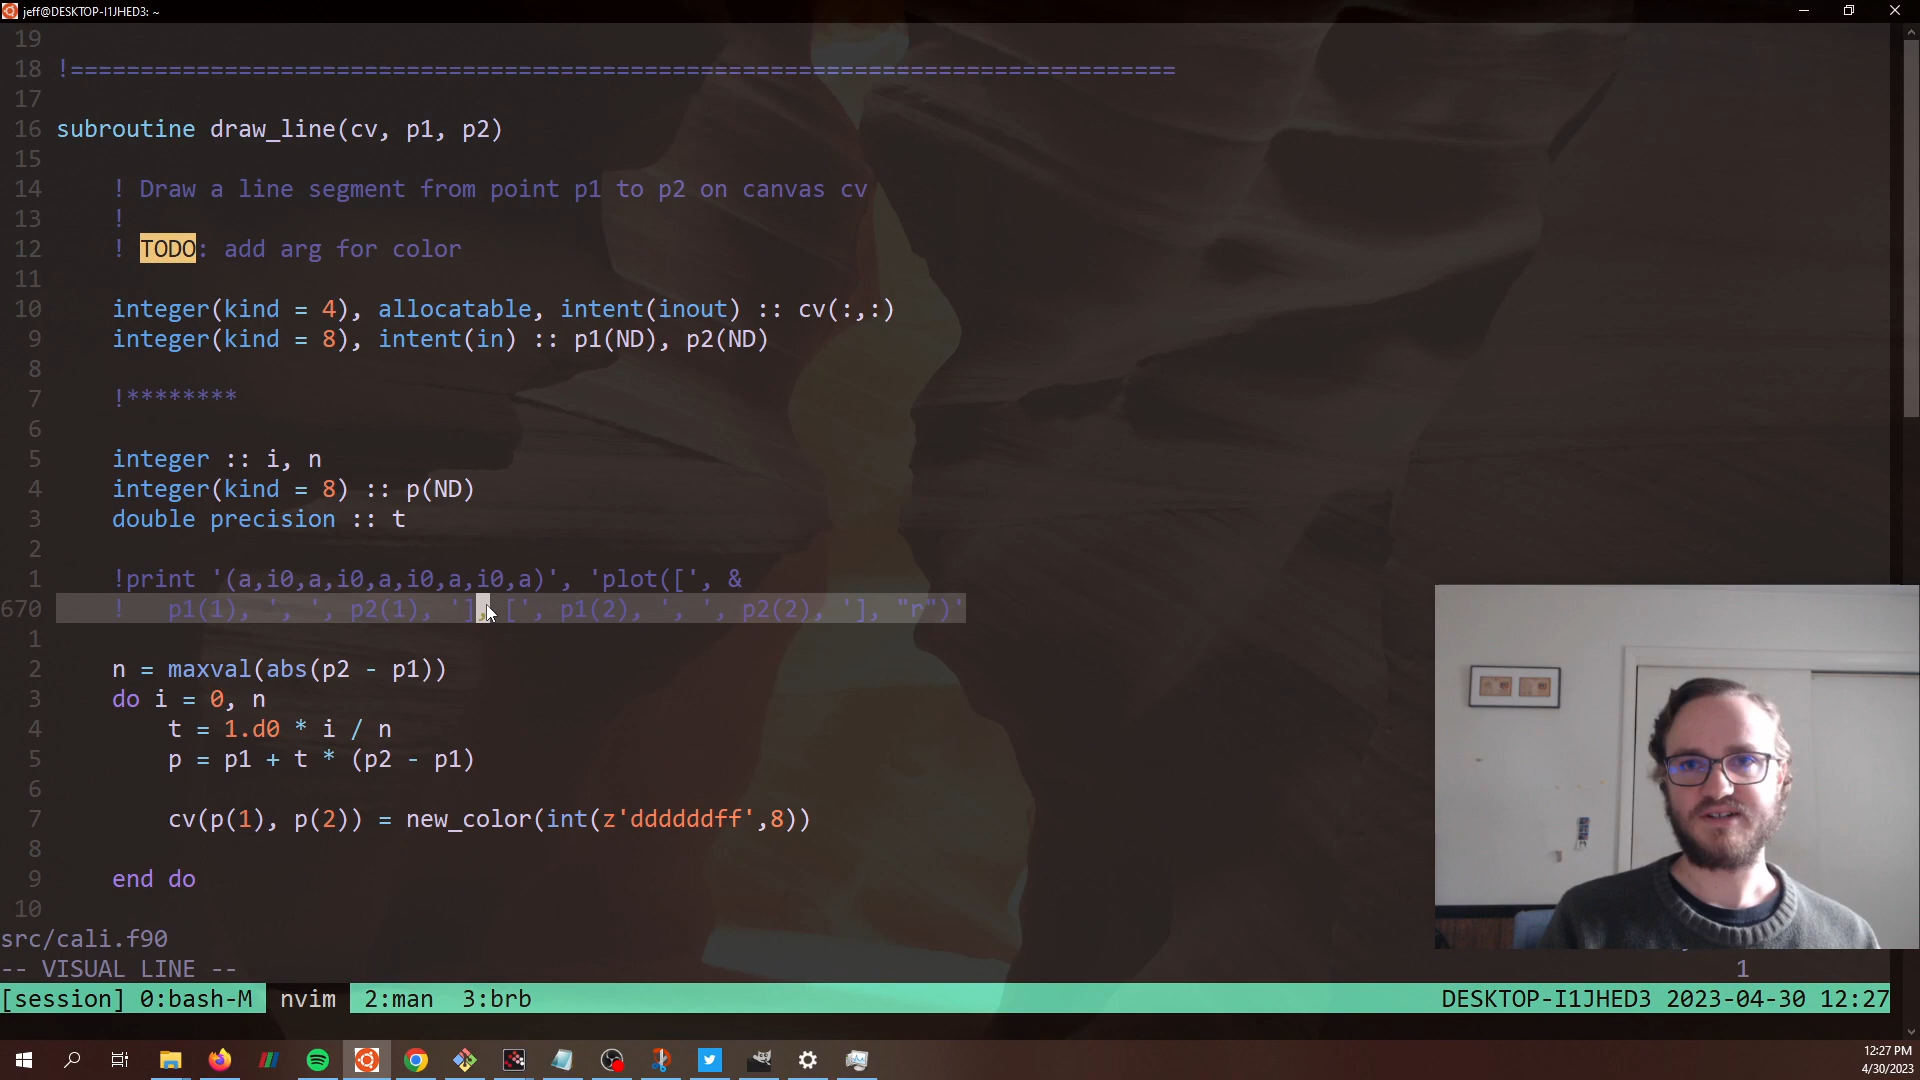 jeff@DESKTOP-I1JHED3: ~
19
18 !===============================================================================
17
16 subroutine draw_line(cv, p1, p2)
15
14     ! Draw a line segment from point p1 to p2 on canvas cv
13     !
12     ! TODO: add arg for color
11
10     integer(kind = 4), allocatable, intent(inout) :: cv(:,:)
9     integer(kind = 8), intent(in) :: p1(ND), p2(ND)
8
7     !********
6
5     integer :: i, n
4     integer(kind = 8) :: p(ND)
3     double precision :: t
2
1     !print '(a,i0,a,i0,a,i0,a,i0,a)', 'plot([', &
670     !   p1(1), ', ', p2(1), '], [', p1(2), ', ', p2(2), '], "r")'
1
2     n = maxval(abs(p2 - p1))
3     do i = 0, n
4         t = 1.d0 * i / n
5         p = p1 + t * (p2 - p1)
6
7         cv(p(1), p(2)) = new_color(int(z'ddddddff',8))
8
9     end do
10
src/cali.f90
-- VISUAL LINE -- 1
[session] 0:bash-M nvim 2:man 3:brb DESKTOP-I1JHED3 2023-04-30 12:27
12:27 PM
4/30/2023